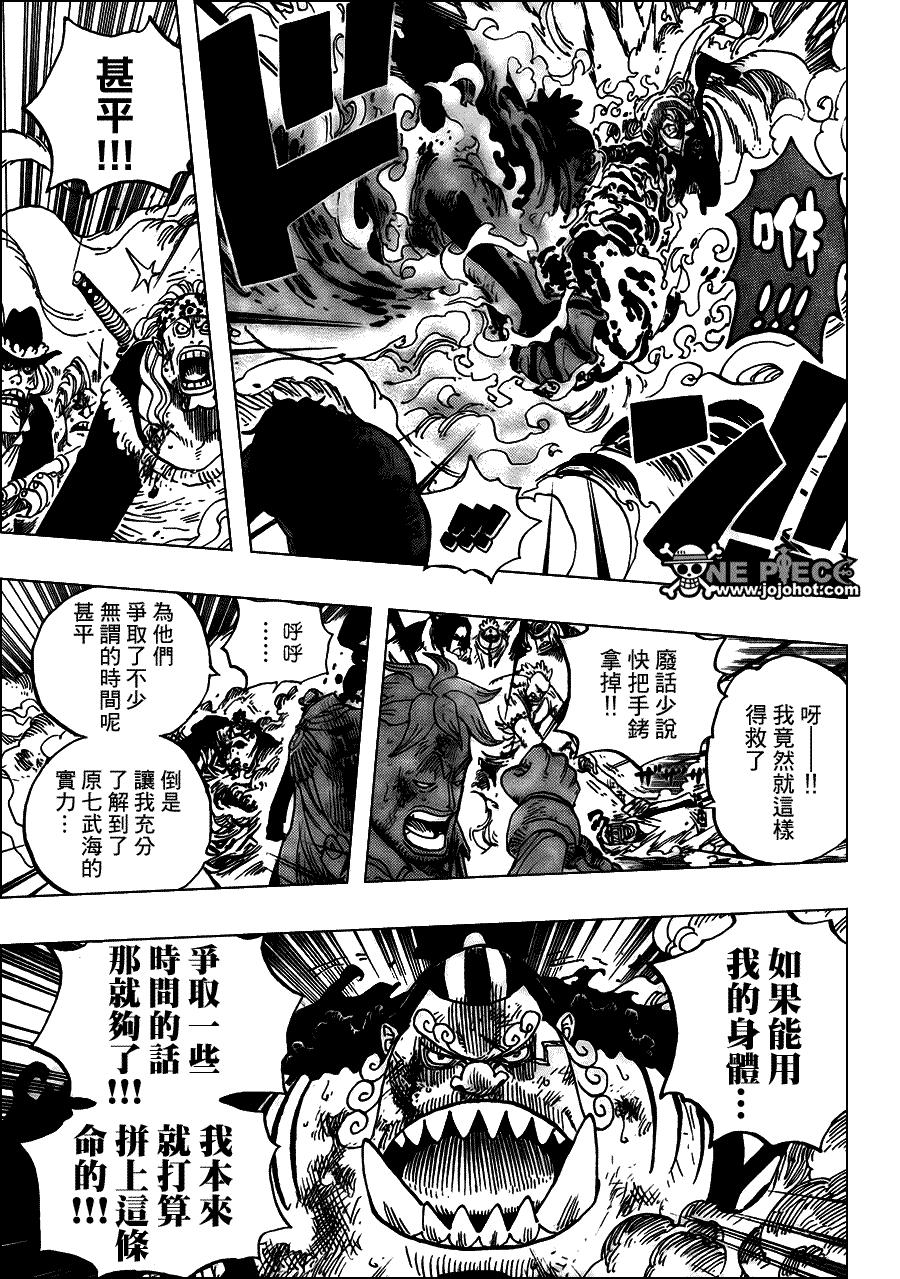 咻
!!!
甚平!!!
ONE PIECE
www.jojohot.com
呀——!!
我竟然就這樣
得救了
廢話少說
快把手銬
拿掉!!
呼呼
……
為他們
爭取了不少
無謂的時間呢
甚平
倒是
讓我充分
了解到了
原七武海的
實力…
如果能用
我的身體…
爭取一些
時間的話
那就夠了!!!
我本來
就打算
拼上這條
命的!!!